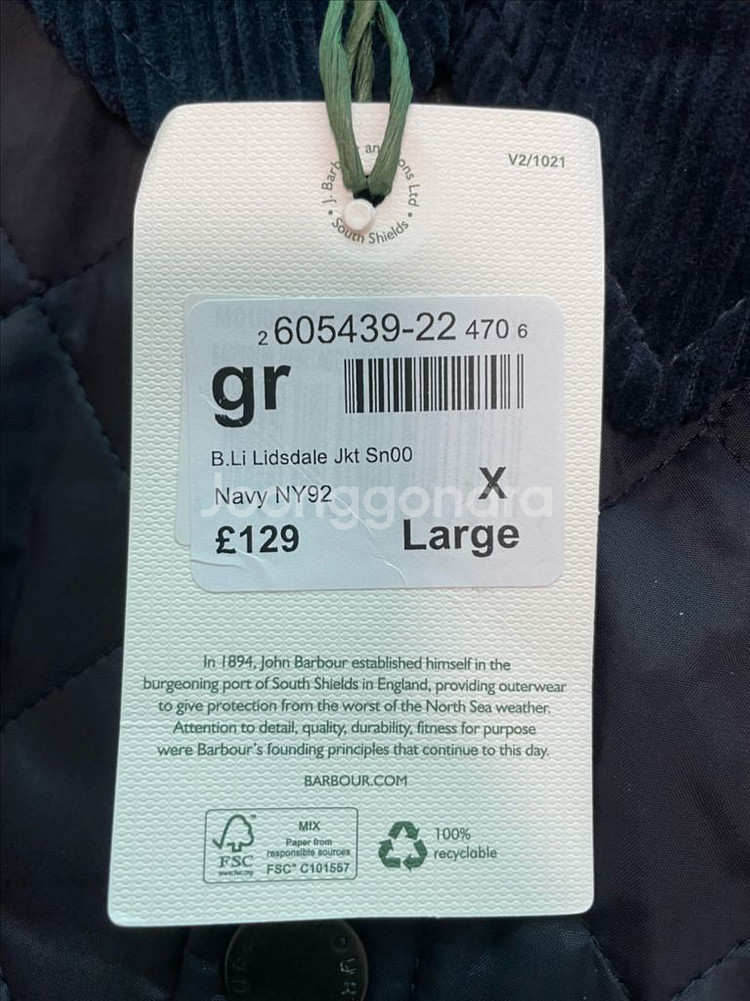 V2/1021
J. Barb and Sons Ltd
South Shields
2 605439-22 470 6
gr
B.Li Lidsdale Jkt Sn00
Navy NY92
X
£129 Large
Joonggonara
In 1894, John Barbour established himself in the
burgeoning port of South Shields in England, providing outerwear
to give protection from the worst of the North Sea weather.
Attention to detail, quality, durability, fitness for purpose
were Barbour's founding principles that continue to this day.
BARBOUR.COM
FSC™
www.fsc.org
MIX
Paper from
responsible sources
FSC® C101557
100%
recyclable